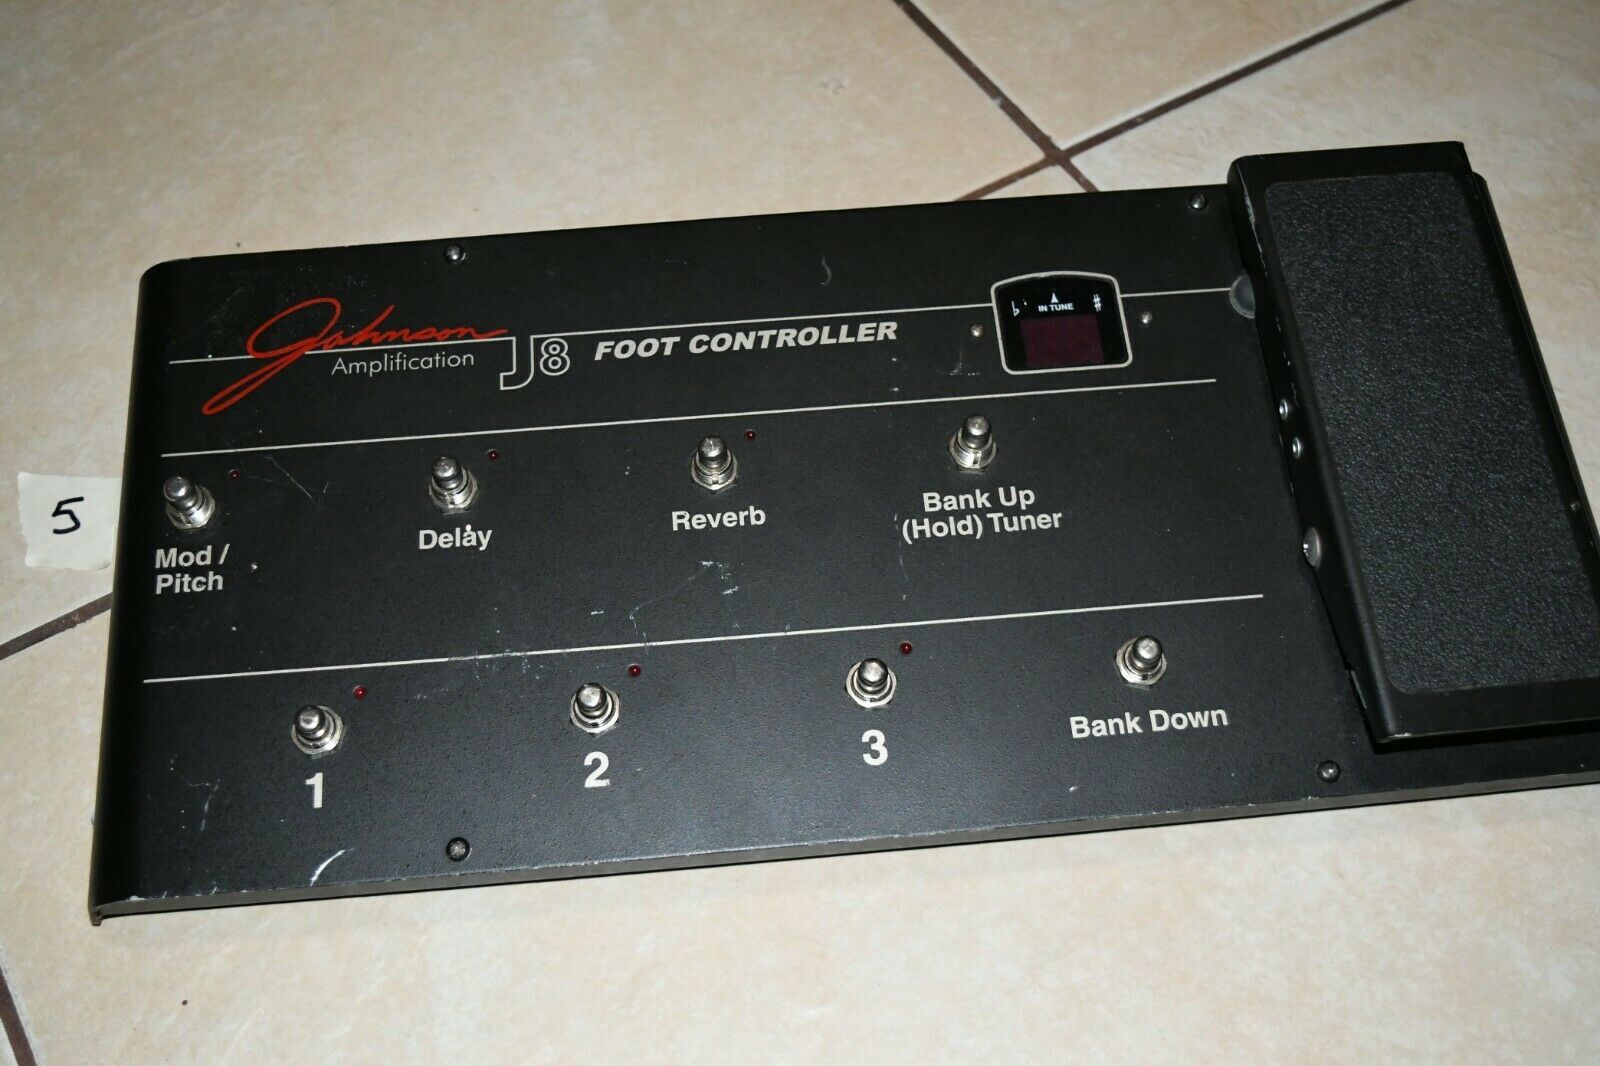 Johnson
Amplification
J8 FOOT CONTROLLER
♭ IN TUNE ♯
Mod /
Pitch
Delay
Reverb
Bank Up
(Hold) Tuner
1
2
3
Bank Down
5